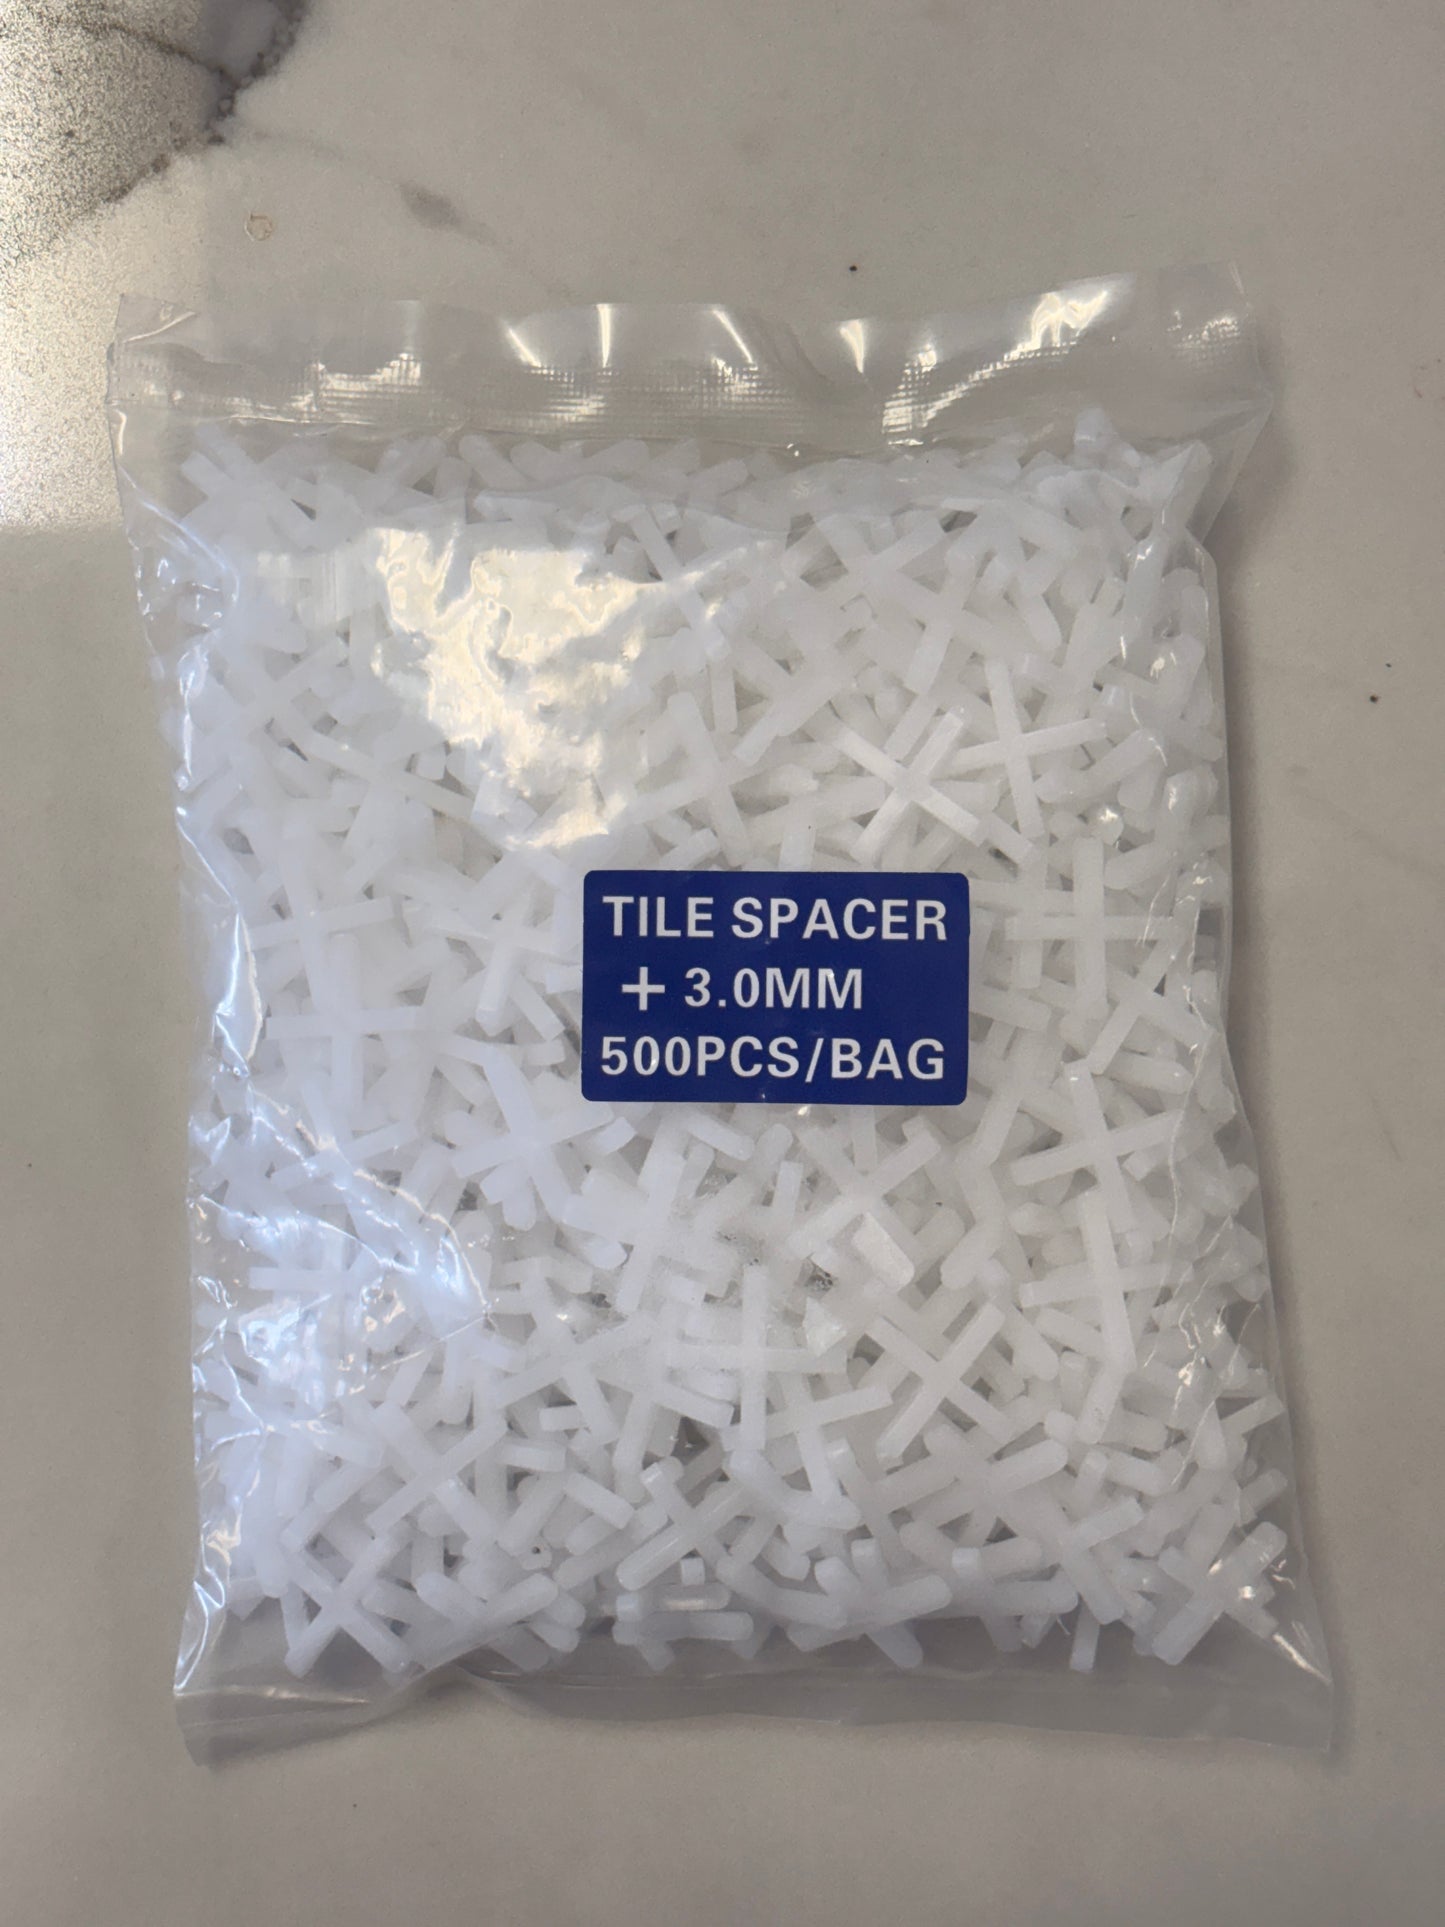 TILE SPACER
+ 3.0MM
500PCS/BAG